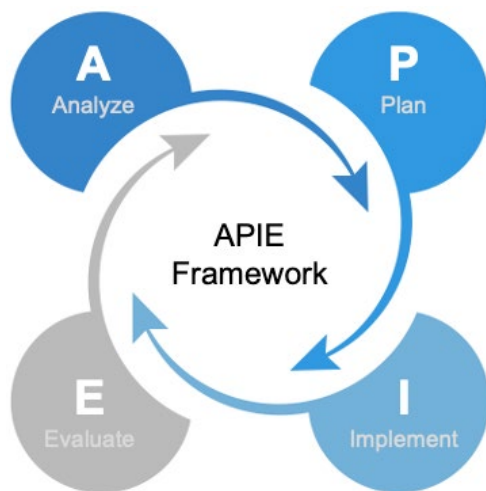 A
Analyze
P
Plan
APIE
Framework
E
Evaluate
I
Implement